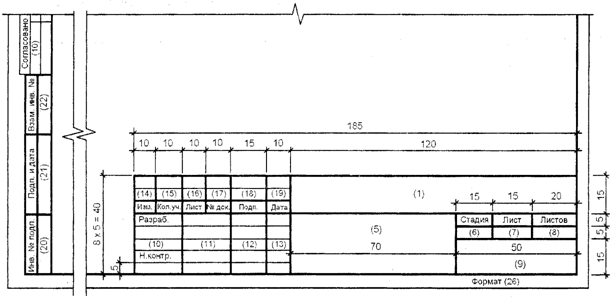 Согласовано
(10)
Взам. инв. №
(22)
Подп. и дата
(21)
Инв. № подл.
(20)
185
10 10 10 10 15 10 120
(14) (15) (16) (17) (18) (19) (1)
Изм. Кол.уч. Лист № док. Подп. Дата
15 15 20
15
Разраб. (5) Стадия Лист Листов
5
(6) (7) (8)
5
(10) (11) (12) (13) 70 50
Н.контр. (9)
15
8 x 5 = 40
5
Формат (26)